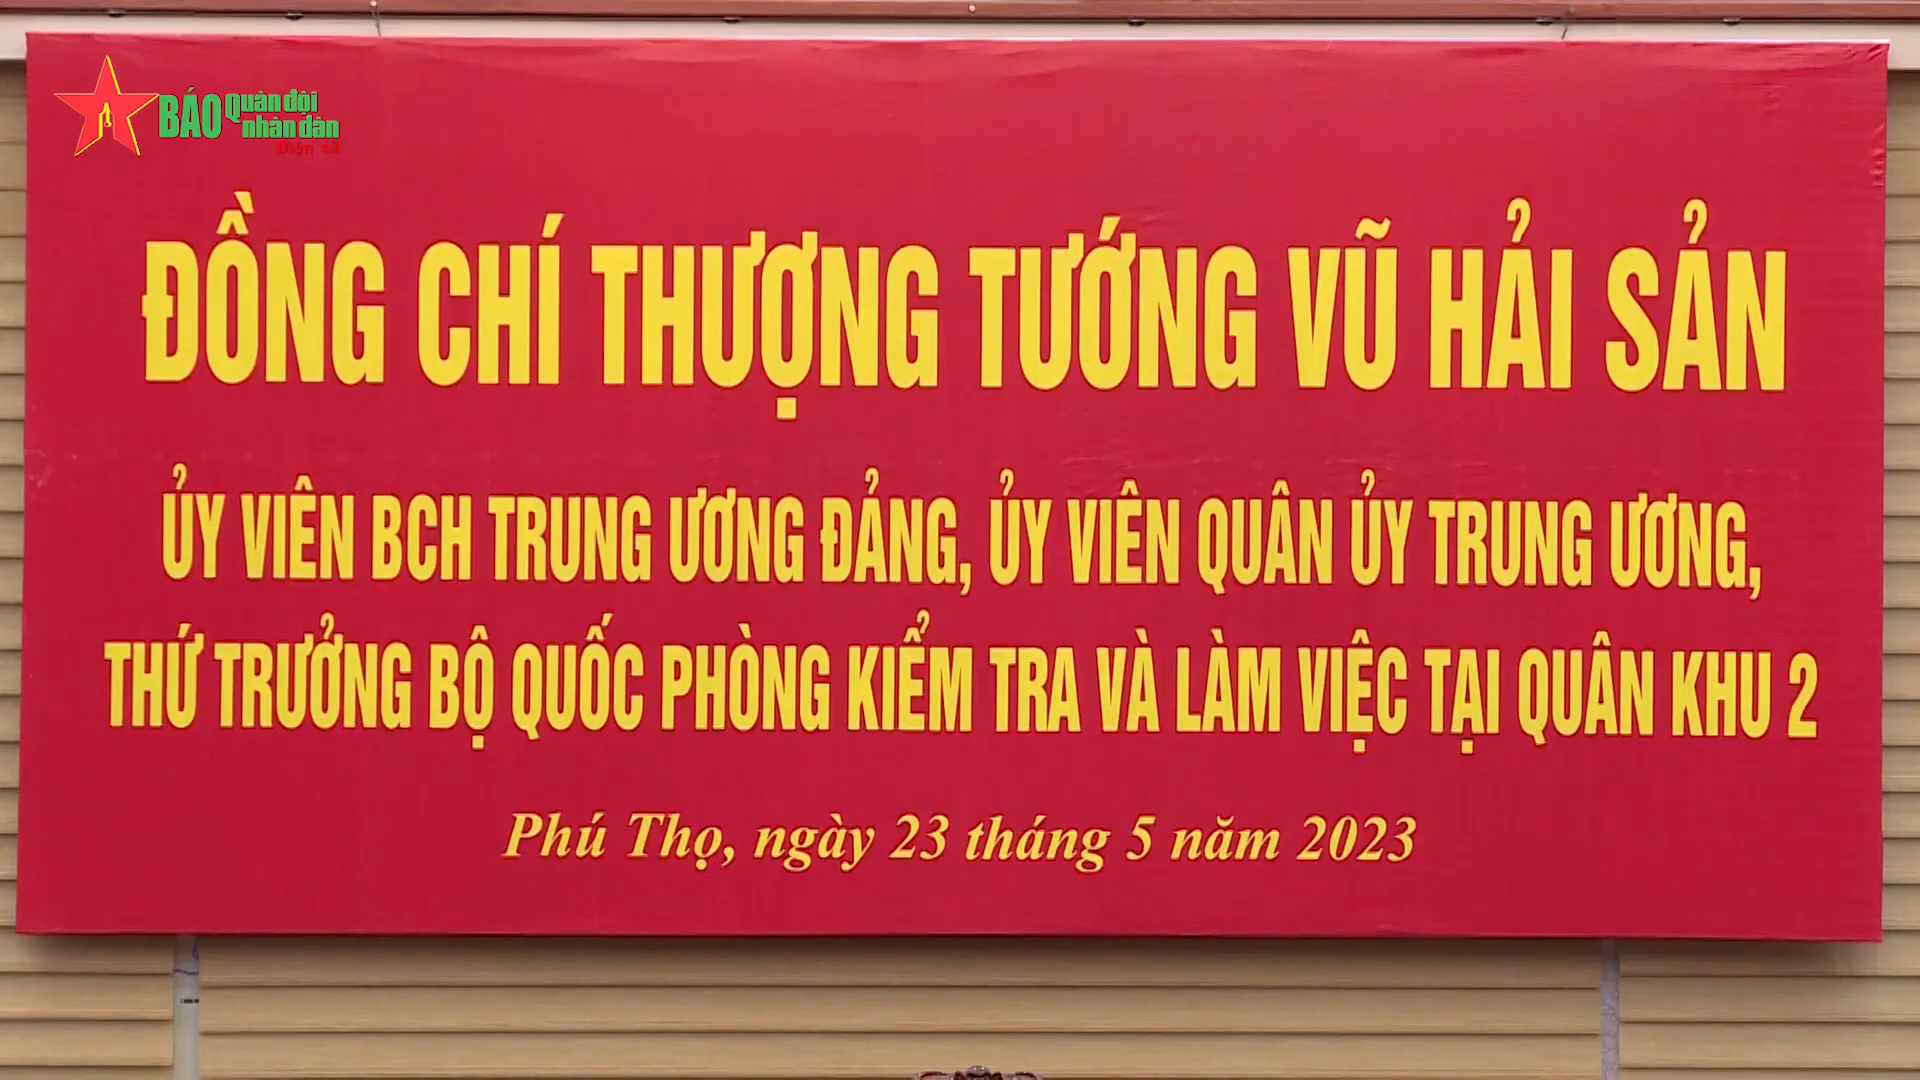 BÁO Quân đội
nhân dân
Điện tử
ĐỒNG CHÍ THƯỢNG TƯỚNG VŨ HẢI SẢN
ỦY VIÊN BCH TRUNG ƯƠNG ĐẢNG, ỦY VIÊN QUÂN ỦY TRUNG ƯƠNG,
THỨ TRƯỞNG BỘ QUỐC PHÒNG KIỂM TRA VÀ LÀM VIỆC TẠI QUÂN KHU 2
Phú Thọ, ngày 23 tháng 5 năm 2023